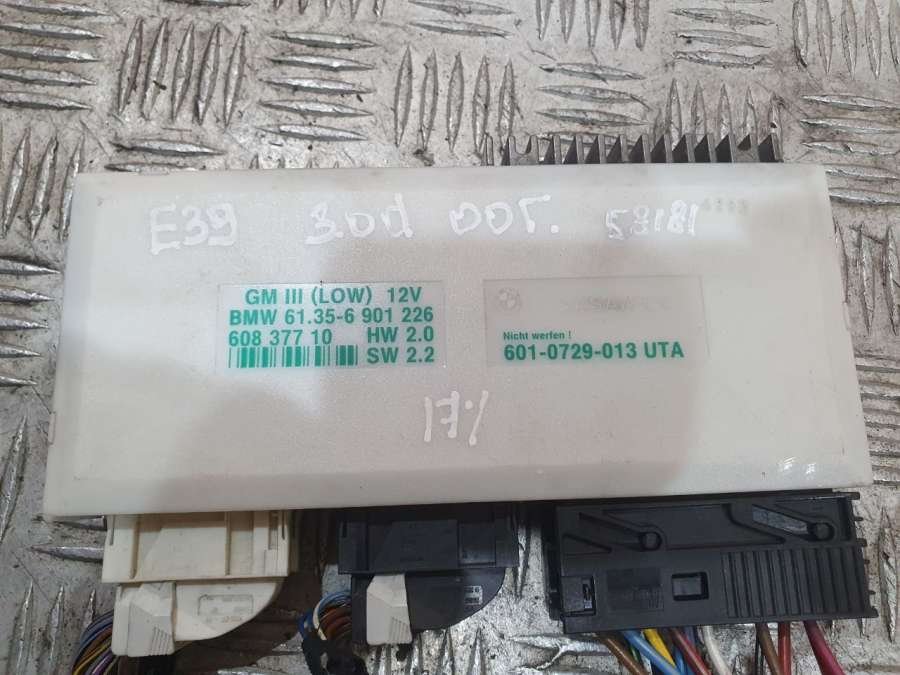 E39 3.0d 00г. 59181
GM III (LOW) 12V
BMW 61.35-6 901 226
608 377 10 HW 2.0
SW 2.2
Nicht werfen !
601-0729-013 UTA